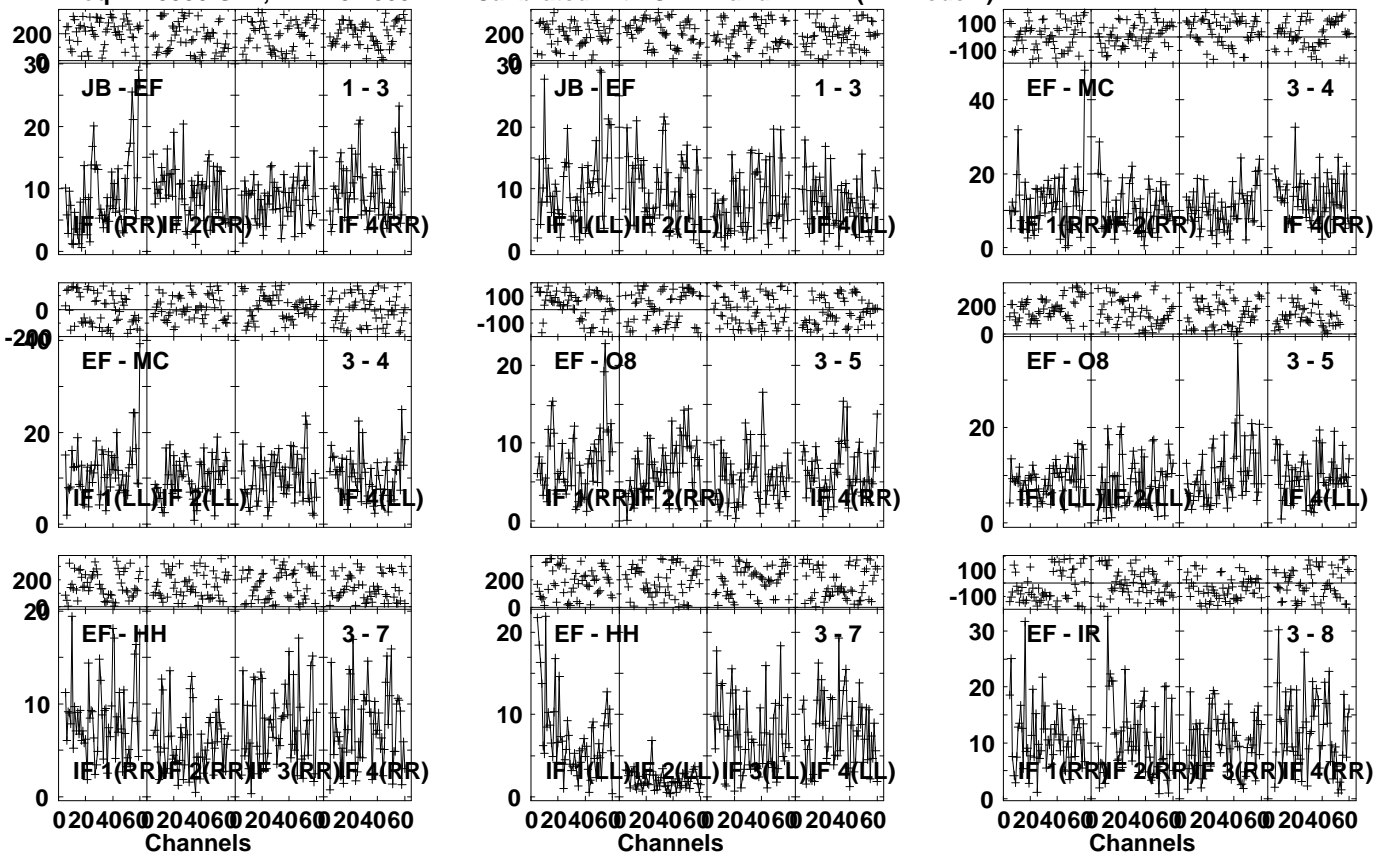 200 200 100
0 -100
30 30
JB - EF 1 - 3 JB - EF 1 - 3 EF - MC 3 - 4
40
20 20
20
10 10
IF 1(RR) IF 2(RR) IF 4(RR) IF 1(LL) IF 2(LL) IF 4(LL) IF 1(RR) IF 2(RR) IF 4(RR)
0 0 0
0 100 200
-200 -100 0
40
EF - MC 3 - 4 EF - O8 3 - 5 EF - O8 3 - 5
20
20 20
10
IF 1(LL) IF 2(LL) IF 4(LL) IF 1(RR) IF 2(RR) IF 4(RR) IF 1(LL) IF 2(LL) IF 4(LL)
0 0 0
200 200 100
0 -100
20
EF - HH 3 - 7 EF - HH 3 - 7 EF - IR 3 - 8
20 30
20
10 10 10
IF 1(RR) IF 2(RR) IF 3(RR) IF 4(RR) IF 1(LL) IF 2(LL) IF 3(LL) IF 4(LL) IF 1(RR) IF 2(RR) IF 3(RR) IF 4(RR)
0 0 0
0 20 40 60 0 20 40 60 0 20 40 60 0 20 40 60 0 20 40 60 0 20 40 60 0 20 40 60 0 20 40 60 0 20 40 60 0 20 40 60 0 20 40 60 0 20 40 60
Channels Channels Channels